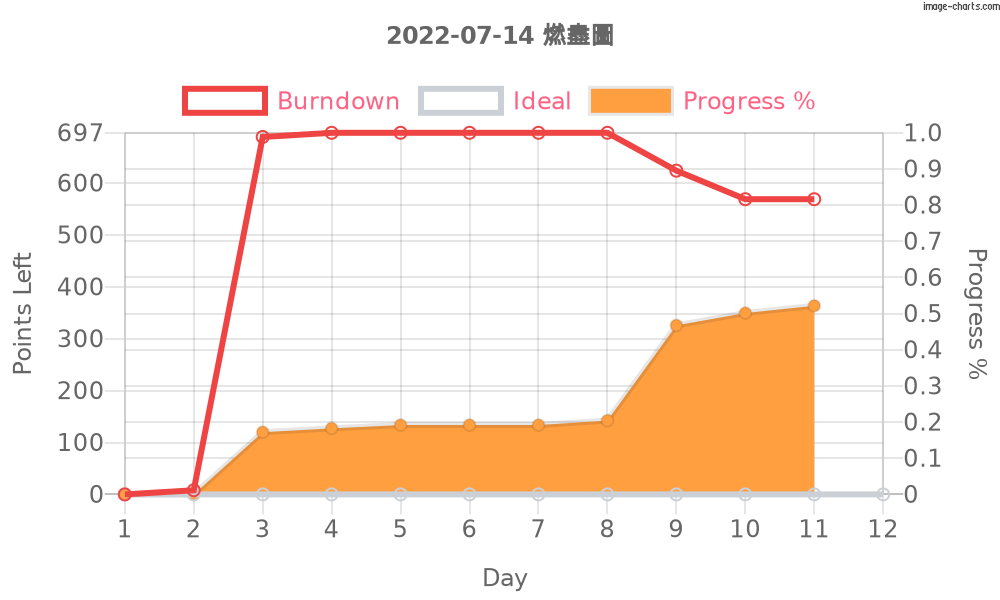 image-charts.com
2022-07-14 燃盡圖
Burndown Ideal Progress %
697 1.0
0.9
600
0.8
500
0.7
0.6
400
0.5
300
0.4
0.3
200
0.2
100
0.1
0 0
1 2 3 4 5 6 7 8 9 10 11 12
Points Left
Progress %
Day